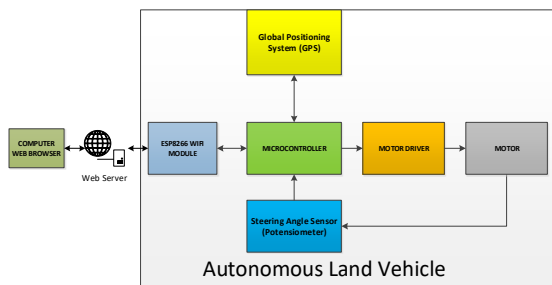 Global Positioning
System (GPS)
COMPUTER
WEB BROWSER
Web Server
ESP8266 WIFI
MODULE
MICROCONTROLLER
MOTOR DRIVER
MOTOR
Steering Angle Sensor
(Potensiometer)
Autonomous Land Vehicle